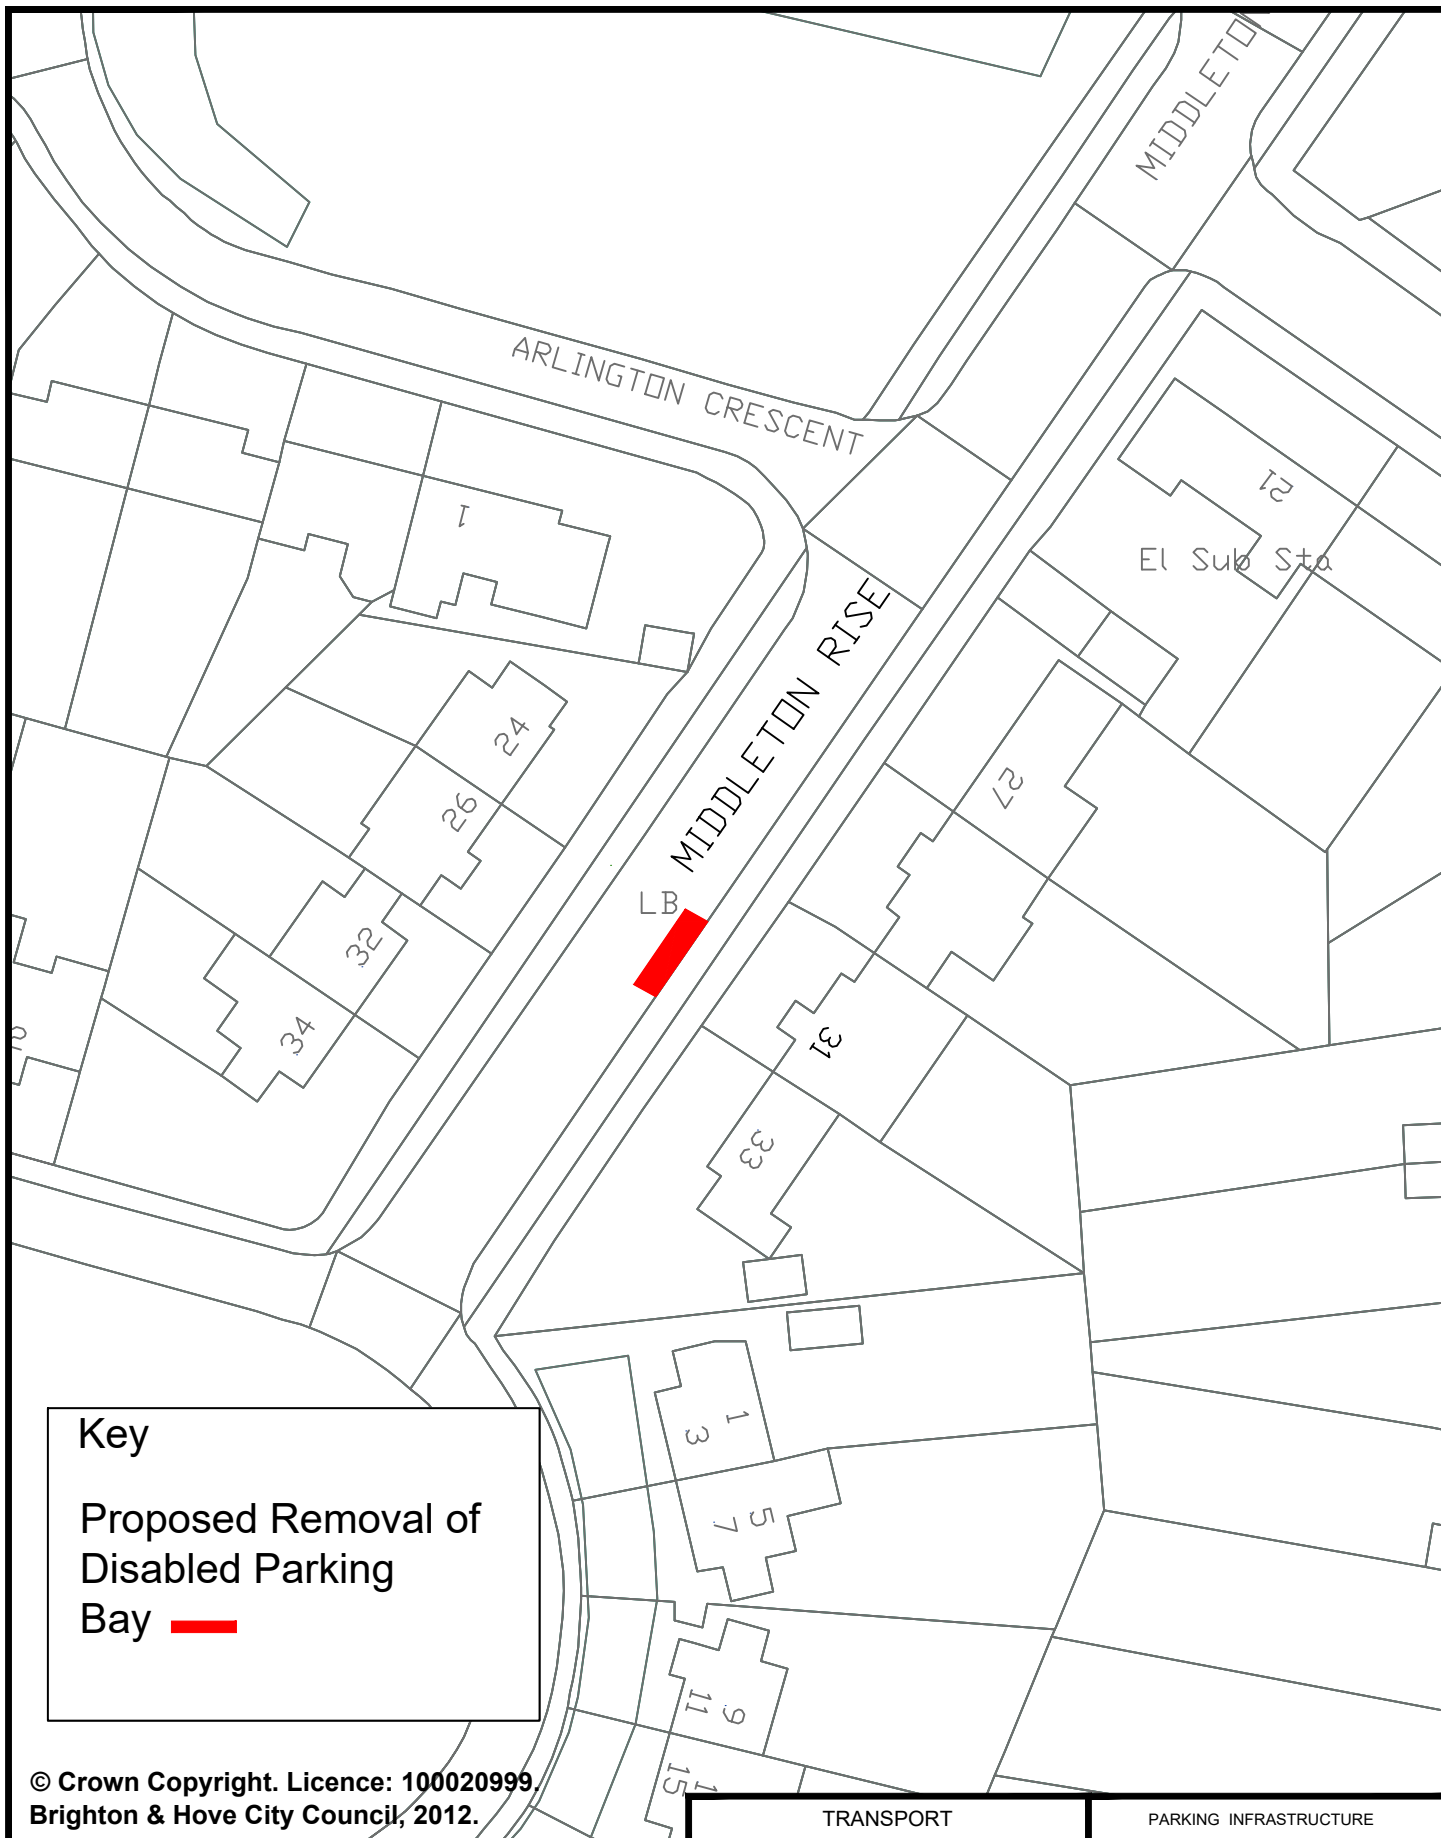 MIDDLETO
ARLINGTON CRESCENT
21
El Sub Sta
1
MIDDLETON RISE
24
27
26
LB
32
34
31
33
1
3
5
7
9
11
15
Key
Proposed Removal of
Disabled Parking
Bay
© Crown Copyright. Licence: 100020999.
Brighton & Hove City Council, 2012.
TRANSPORT
PARKING INFRASTRUCTURE